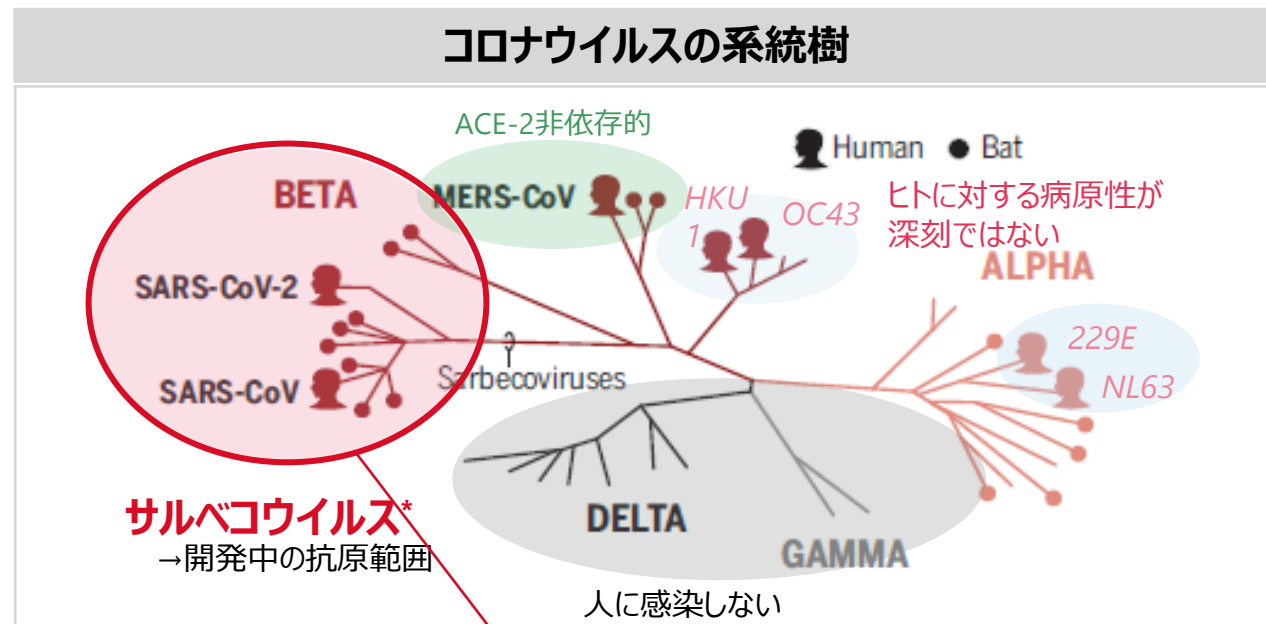 コロナウイルスの系統樹
ACE-2非依存的
Human
Bat
BETA
MERS-CoV
HKU
1
OC43
ヒトに対する病原性が
深刻ではない
ALPHA
SARS-CoV-2
229E
Sarbecoviruses
SARS-CoV
NL63
サルベコウイルス*
→開発中の抗原範囲
DELTA
GAMMA
人に感染しない